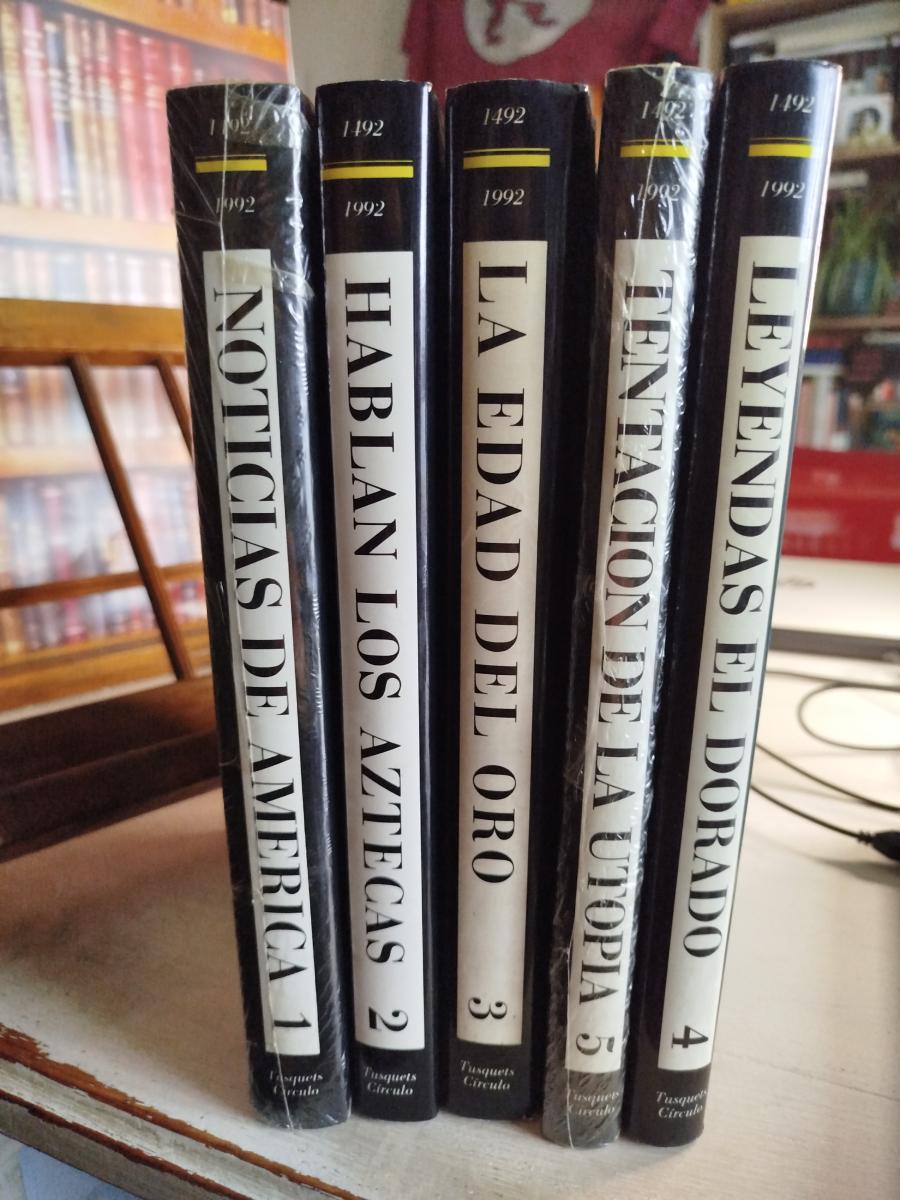 1492
1992
NOTICIAS DE AMERICA 1
Tusquets
Círculo
1492
1992
HABLAN LOS AZTECAS 2
Tusquets
Círculo
1492
1992
LA EDAD DEL ORO 3
Tusquets
Círculo
1492
1992
TENTACION DE LA UTOPIA 5
Tusquets
Círculo
1492
1992
LEYENDAS EL DORADO 4
Tusquets
Círculo